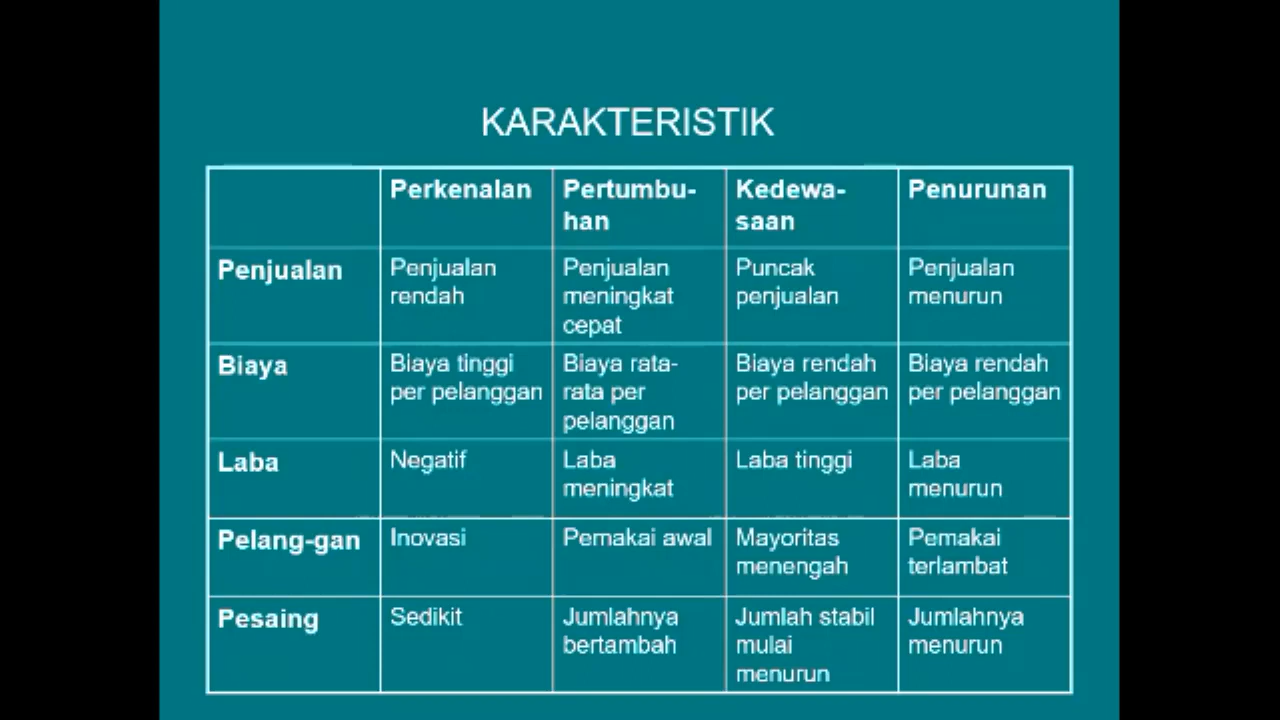 KARAKTERISTIK
Perkenalan
Pertumbu-
han
Kedewa-
saan
Penurunan
Penjualan
Penjualan
rendah
Penjualan
meningkat
cepat
Puncak
penjualan
Penjualan
menurun
Biaya
Biaya tinggi
per pelanggan
Biaya rata-
rata per
pelanggan
Biaya rendah
per pelanggan
Biaya rendah
per pelanggan
Laba
Negatif
Laba
meningkat
Laba tinggi
Laba
menurun
Pelang-gan
Inovasi
Pemakai awal
Mayoritas
menengah
Pemakai
terlambat
Pesaing
Sedikit
Jumlahnya
bertambah
Jumlah stabil
mulai
menurun
Jumlahnya
menurun